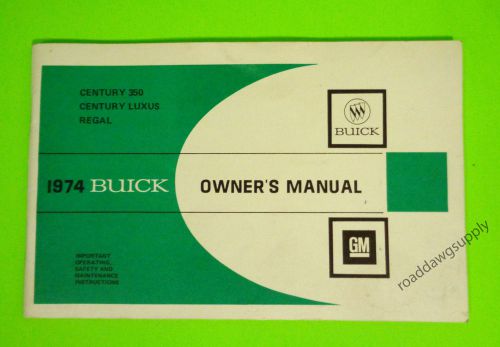 CENTURY 350
CENTURY LUXUS
REGAL
BUICK
1974 BUICK OWNER'S MANUAL
GM
IMPORTANT
OPERATING,
SAFETY AND
MAINTENANCE
INSTRUCTIONS
roaddawgsupply